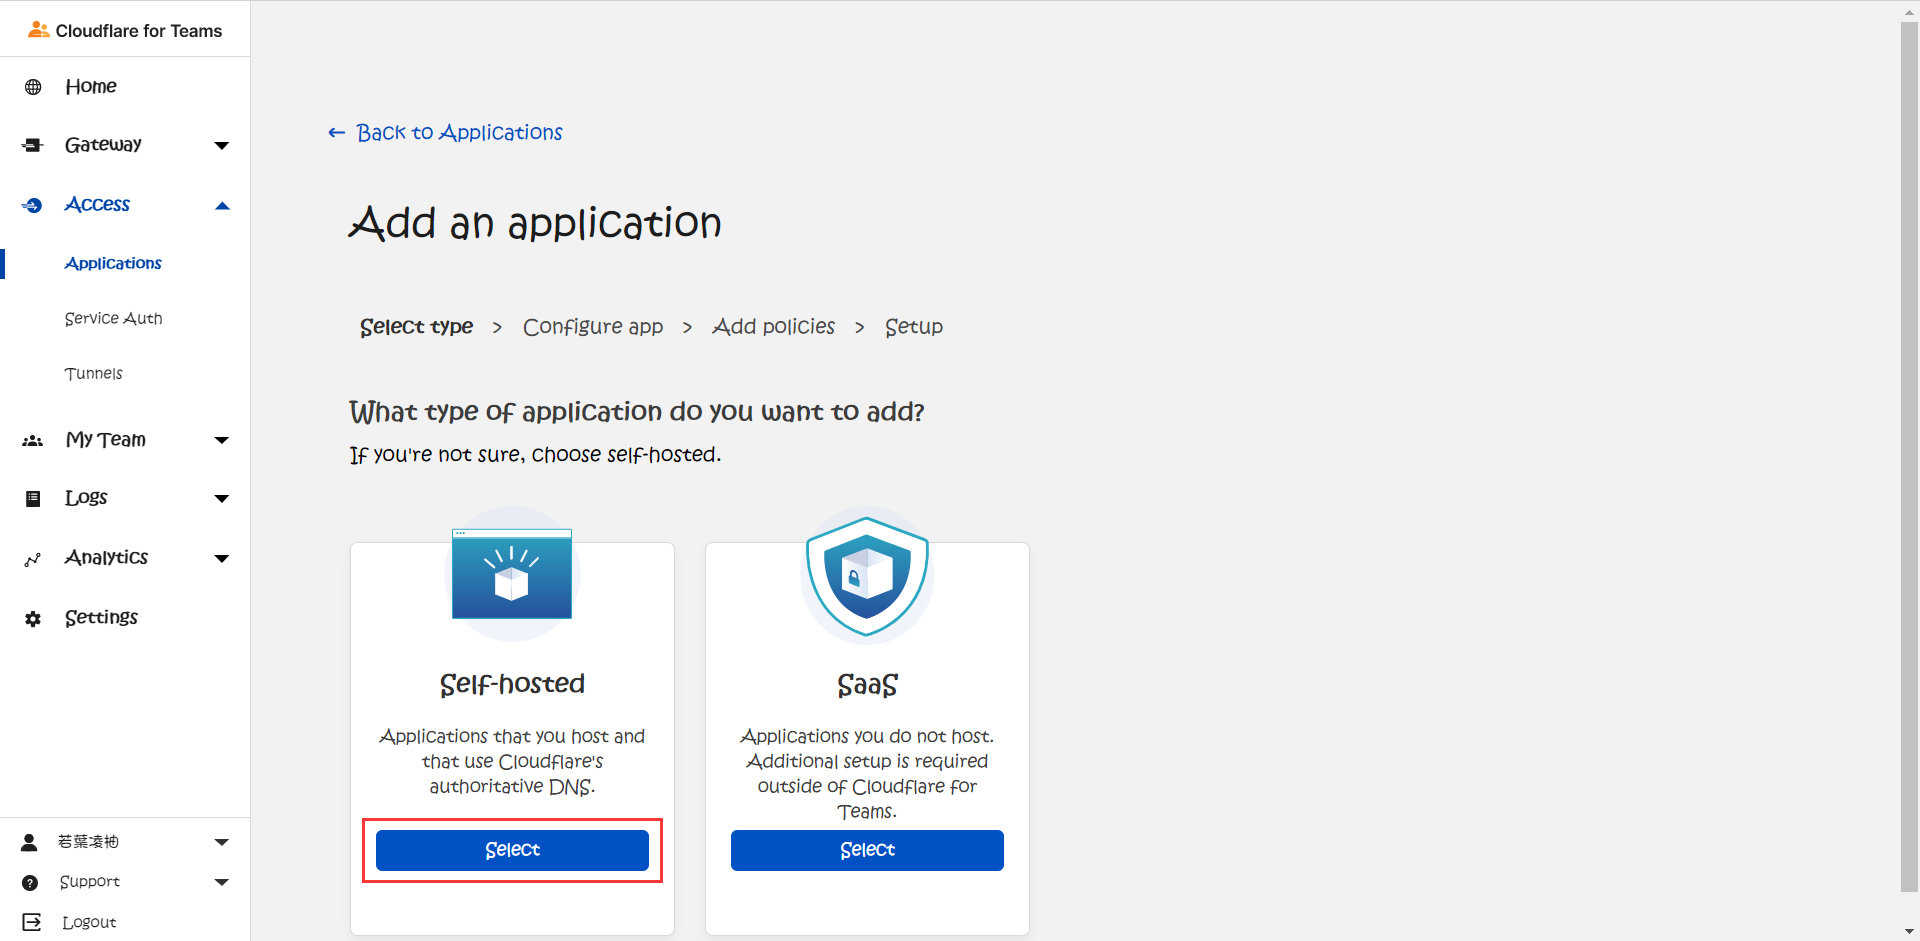 Cloudflare for Teams
Home
Gateway
Access
Applications
Service Auth
Tunnels
My Team
Logs
Analytics
Settings
若葉凌袖
Support
Logout
← Back to Applications
Add an application
Select type > Configure app > Add policies > Setup
What type of application do you want to add?
If you're not sure, choose self-hosted.
Self-hosted
Applications that you host and
that use Cloudflare's
authoritative DNS.
Select
SaaS
Applications you do not host.
Additional setup is required
outside of Cloudflare for
Teams.
Select